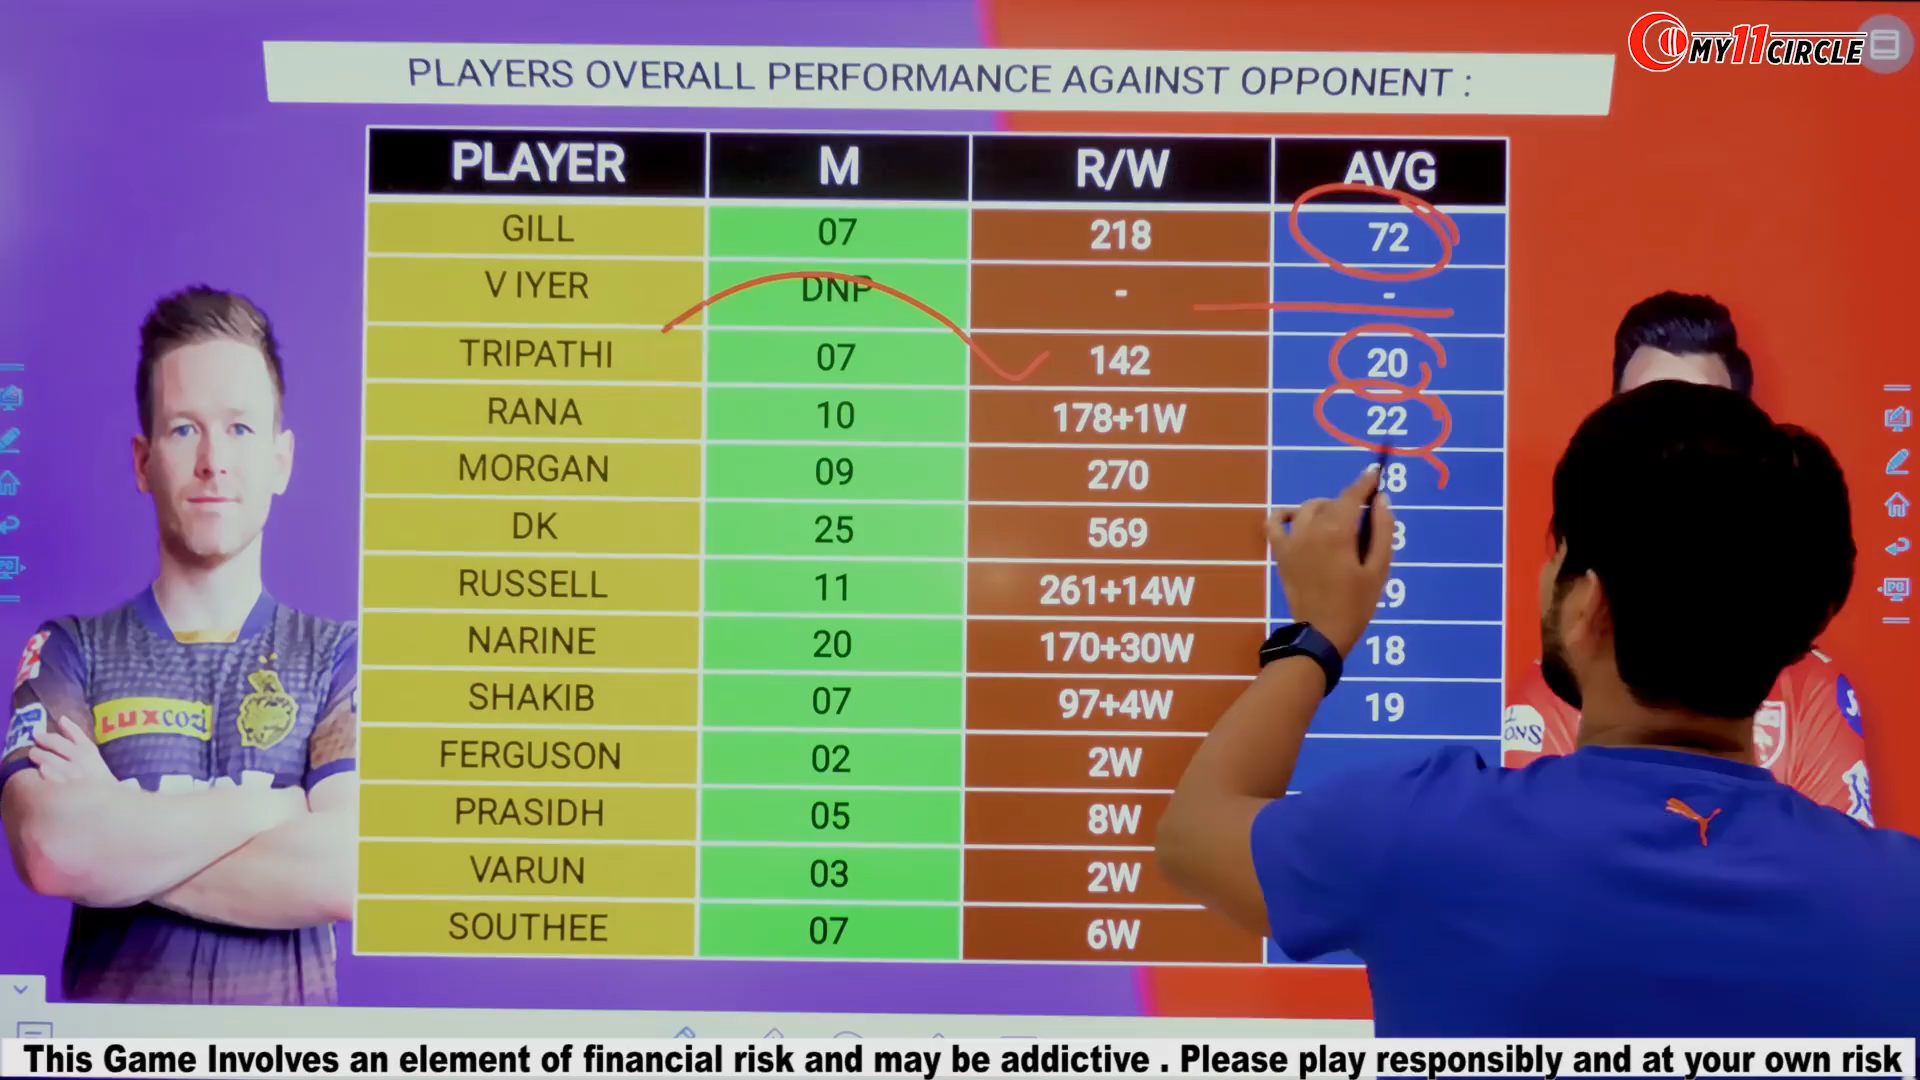 MY11CIRCLE
PLAYERS OVERALL PERFORMANCE AGAINST OPPONENT :
PLAYER M R/W AVG
GILL 07 218 72
V IYER DNP - -
TRIPATHI 07 142 20
RANA 10 178+1W 22
MORGAN 09 270
DK 25 569
RUSSELL 11 261+14W
NARINE 20 170+30W 18
SHAKIB 07 97+4W 19
FERGUSON 02 2W
PRASIDH 05 8W
VARUN 03 2W
SOUTHEE 07 6W
LUXCOZI
This Game Involves an element of financial risk and may be addictive . Please play responsibly and at your own risk